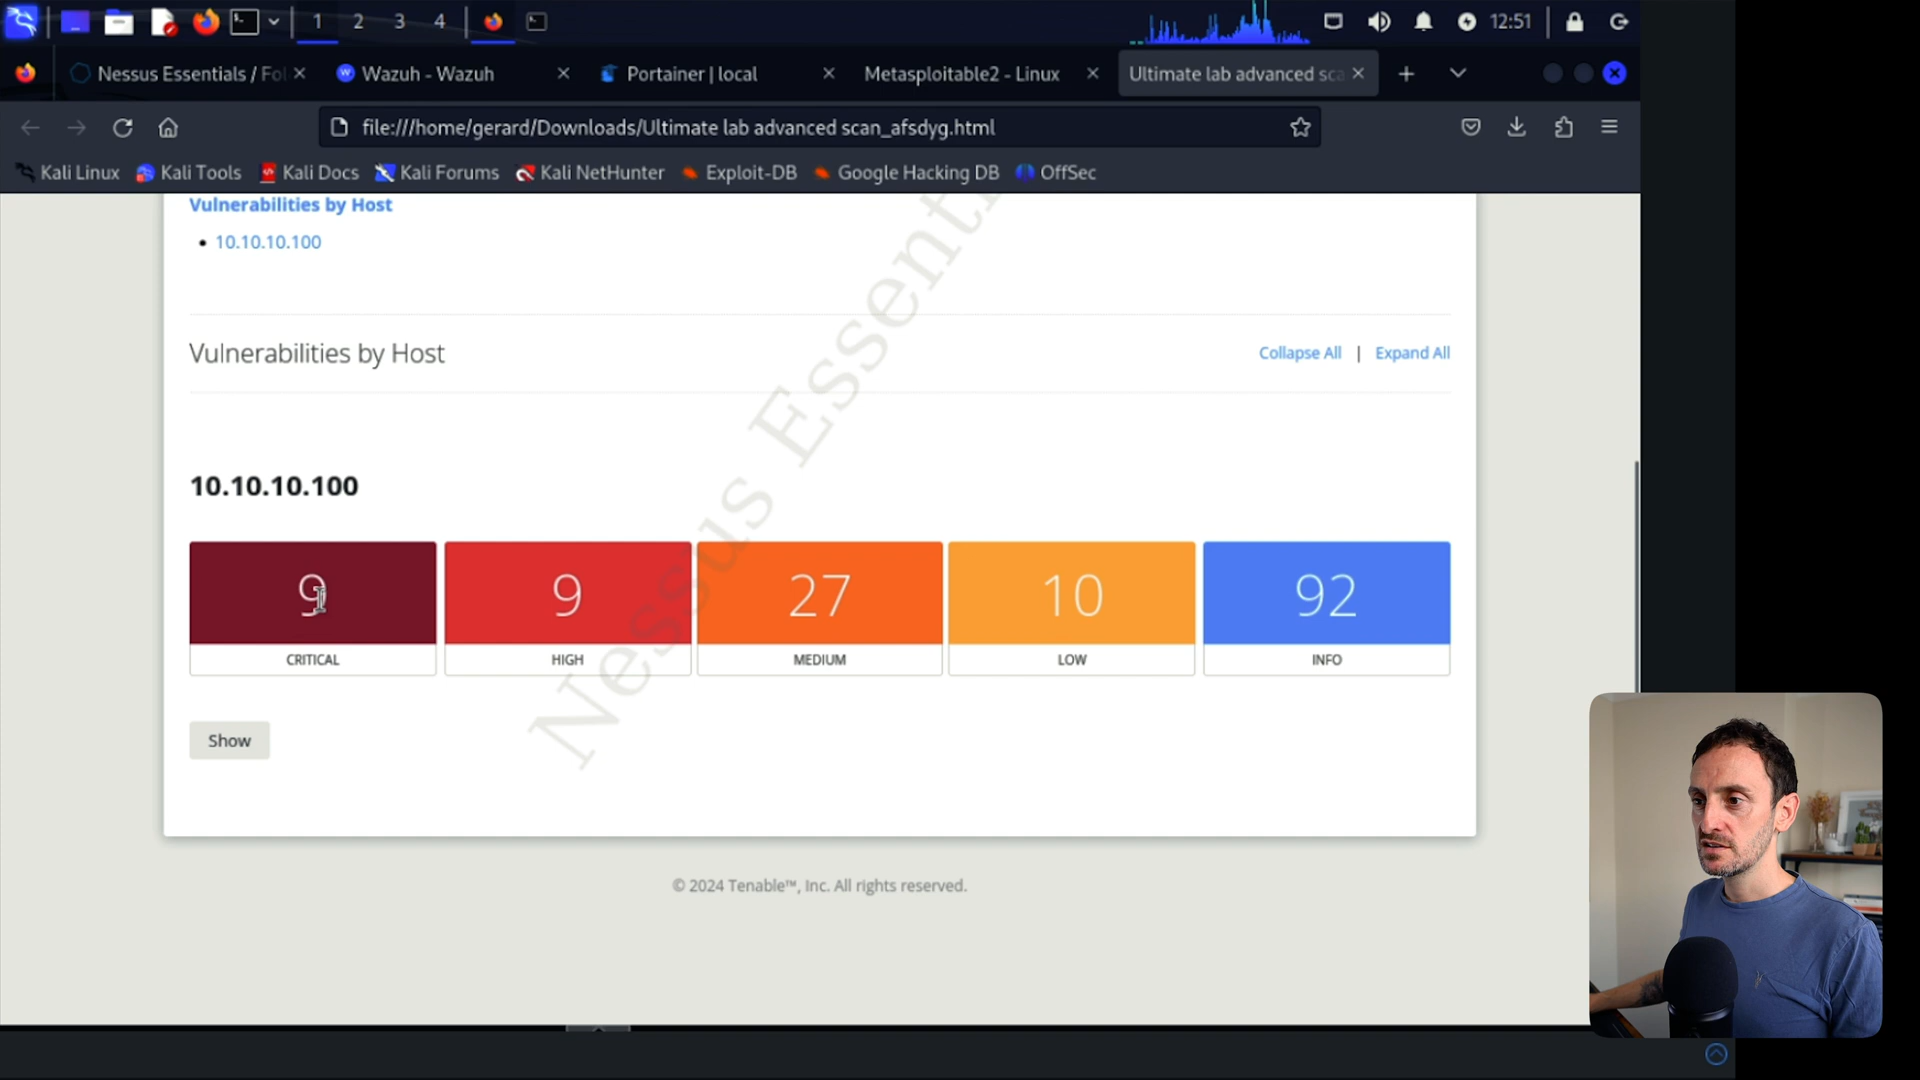 1 2 3 4 12:51
Nessus Essentials / Fol Wazuh - Wazuh Portainer | local Metasploitable2 - Linux Ultimate lab advanced sca
file:///home/gerard/Downloads/Ultimate lab advanced scan_afsdyg.html
Kali Linux Kali Tools Kali Docs Kali Forums Kali NetHunter Exploit-DB Google Hacking DB OffSec
Vulnerabilities by Host
• 10.10.10.100
Vulnerabilities by Host Collapse All | Expand All
10.10.10.100
9 9 27 10 92
CRITICAL HIGH MEDIUM LOW INFO
Show
Nessus Essenti
© 2024 Tenable™, Inc. All rights reserved.